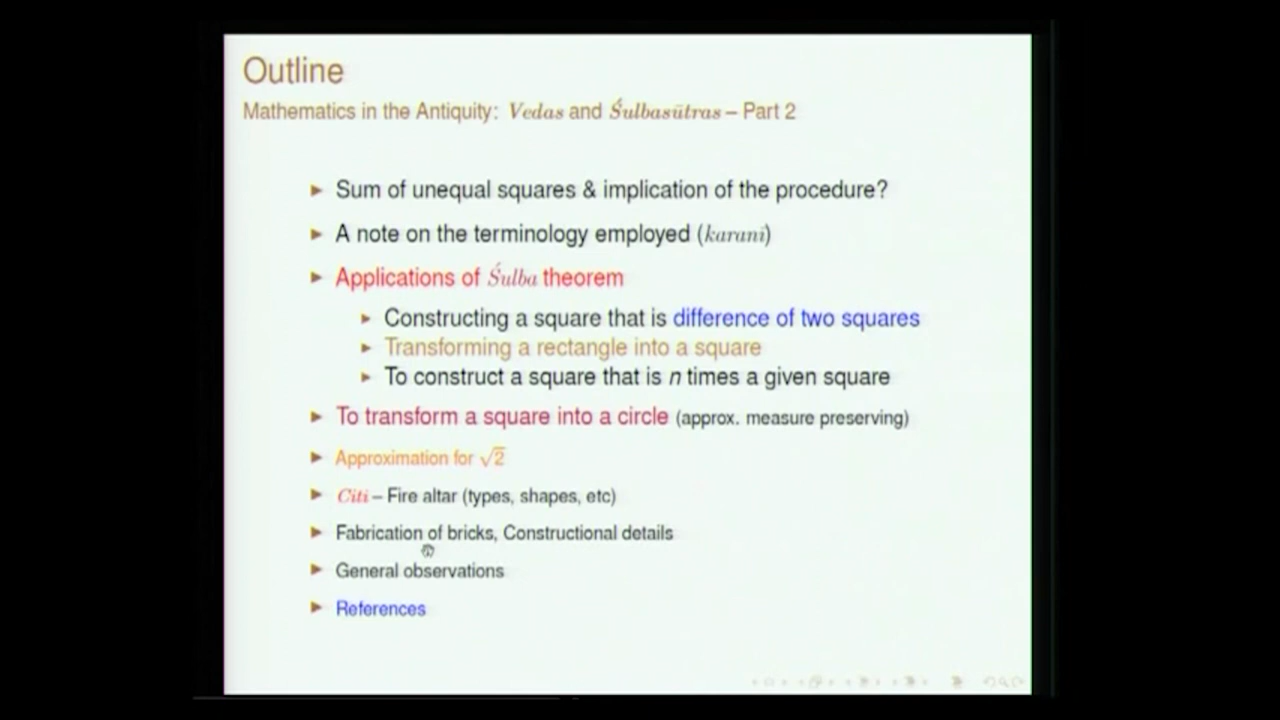 Outline
Mathematics in the Antiquity: Vedas and Śulbasūtras – Part 2
Sum of unequal squares & implication of the procedure?
A note on the terminology employed (karaṇī)
Applications of Śulba theorem
Constructing a square that is difference of two squares
Transforming a rectangle into a square
To construct a square that is n times a given square
To transform a square into a circle (approx. measure preserving)
Approximation for √2
Citi – Fire altar (types, shapes, etc)
Fabrication of bricks, Constructional details
General observations
References